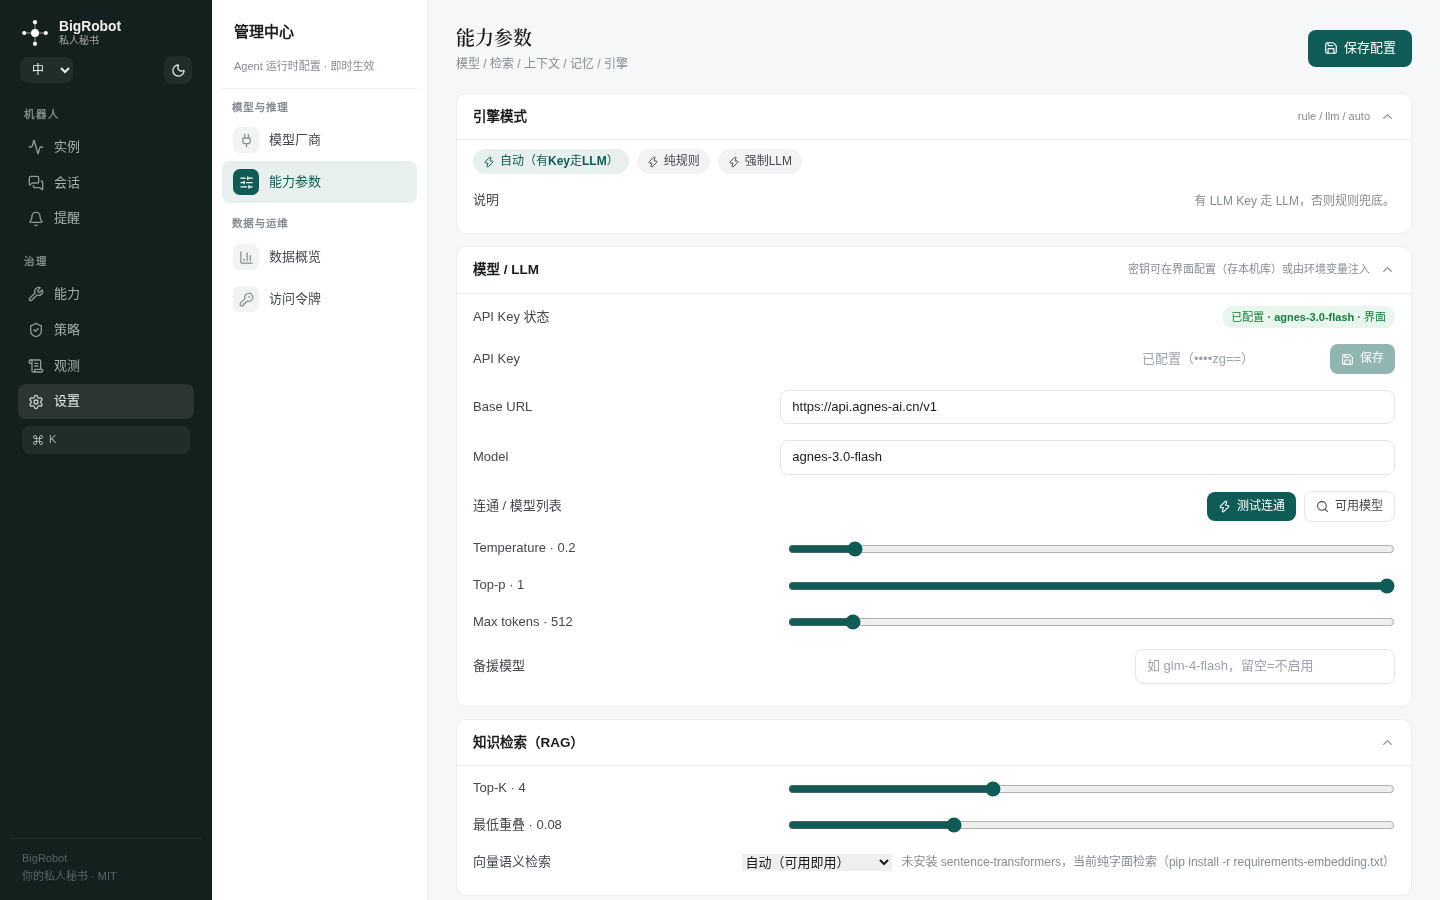 BigRobot
私人秘书
中
机器人
实例
会话
提醒
治理
能力
策略
观测
设置
⌘ K
BigRobot
你的私人秘书 · MIT
管理中心
Agent 运行时配置 · 即时生效
模型与推理
模型厂商
能力参数
数据与运维
数据概览
访问令牌
能力参数
模型 / 检索 / 上下文 / 记忆 / 引擎
保存配置
引擎模式
rule / llm / auto
自动（有Key走LLM）
纯规则
强制LLM
说明
有 LLM Key 走 LLM，否则规则兜底。
模型 / LLM
密钥可在界面配置（存本机库）或由环境变量注入
API Key 状态
已配置 · agnes-3.0-flash · 界面
API Key
已配置（••••zg==）
保存
Base URL
https://api.agnes-ai.cn/v1
Model
agnes-3.0-flash
连通 / 模型列表
测试连通
可用模型
Temperature · 0.2
Top-p · 1
Max tokens · 512
备援模型
如 glm-4-flash，留空=不启用
知识检索（RAG）
Top-K · 4
最低重叠 · 0.08
向量语义检索
自动（可用即用）
未安装 sentence-transformers，当前纯字面检索（pip install -r requirements-embedding.txt）